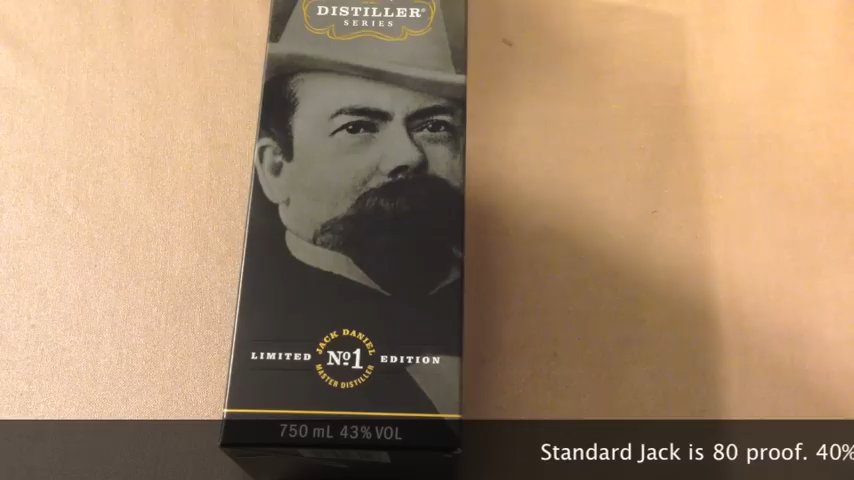 DISTILLER®
SERIES
LIMITED JACK DANIEL Nº1 MASTER DISTILLER EDITION
750 mL 43% VOL
Standard Jack is 80 proof. 40%